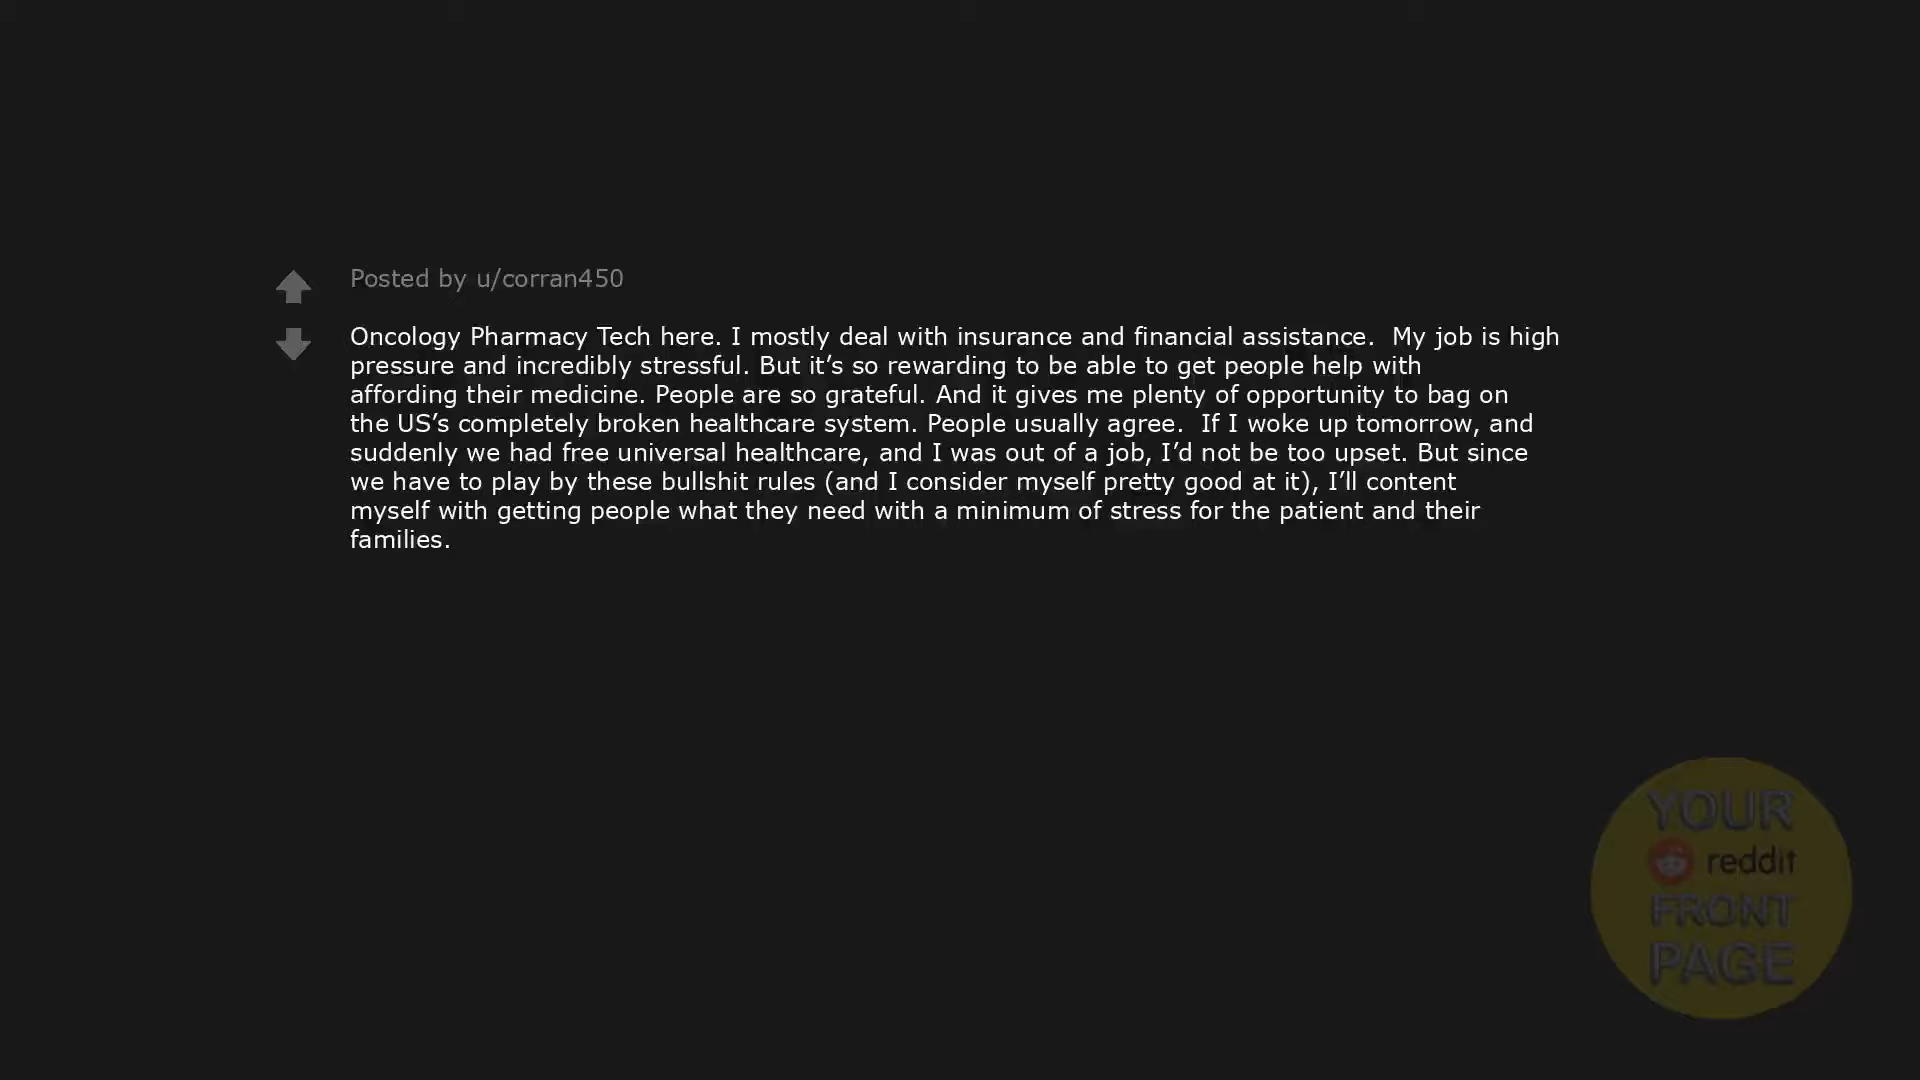 Posted by u/corran450
Oncology Pharmacy Tech here. I mostly deal with insurance and financial assistance.  My job is high
pressure and incredibly stressful. But it’s so rewarding to be able to get people help with
affording their medicine. People are so grateful. And it gives me plenty of opportunity to bag on
the US’s completely broken healthcare system. People usually agree.  If I woke up tomorrow, and
suddenly we had free universal healthcare, and I was out of a job, I’d not be too upset. But since
we have to play by these bullshit rules (and I consider myself pretty good at it), I’ll content
myself with getting people what they need with a minimum of stress for the patient and their
families.
YOUR
reddit
FRONT
PAGE